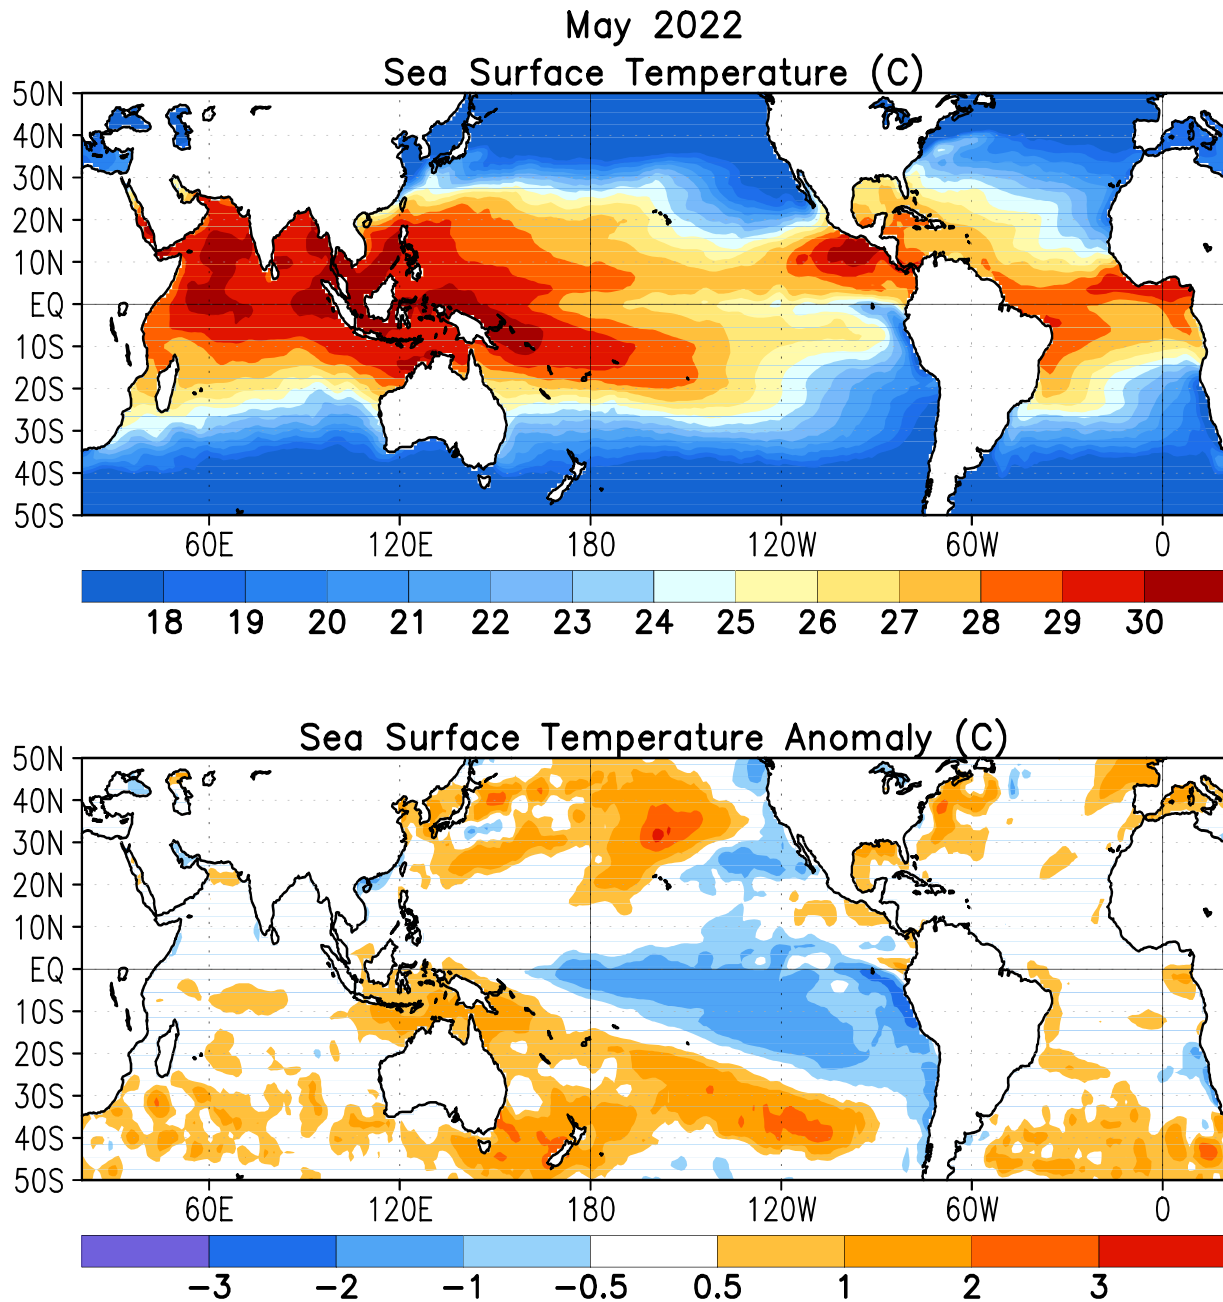 May 2022
Sea Surface Temperature (C)
50N
40N
30N
20N
10N
EQ
10S
20S
30S
40S
50S
60E 120E 180 120W 60W 0
18 19 20 21 22 23 24 25 26 27 28 29 30
Sea Surface Temperature Anomaly (C)
50N
40N
30N
20N
10N
EQ
10S
20S
30S
40S
50S
60E 120E 180 120W 60W 0
-3 -2 -1 -0.5 0.5 1 2 3